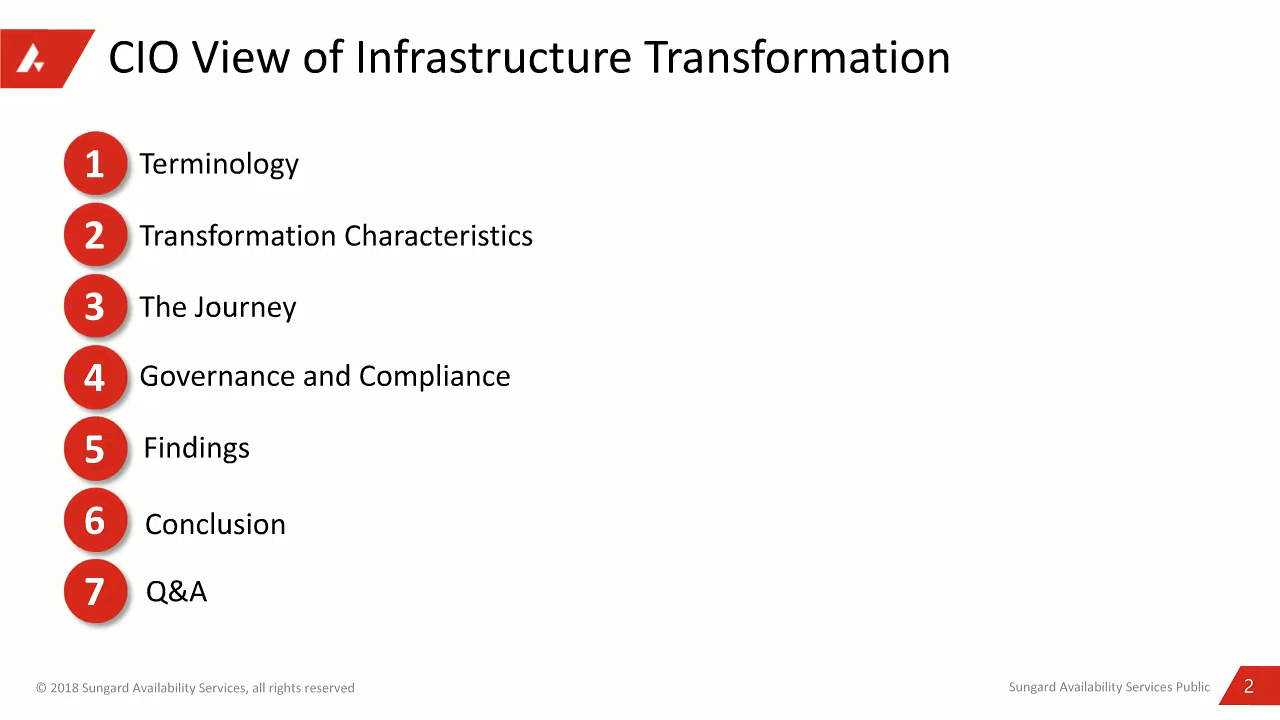 CIO View of Infrastructure Transformation
1 Terminology
2 Transformation Characteristics
3 The Journey
4 Governance and Compliance
5 Findings
6 Conclusion
7 Q&A
© 2018 Sungard Availability Services, all rights reserved
Sungard Availability Services Public 2